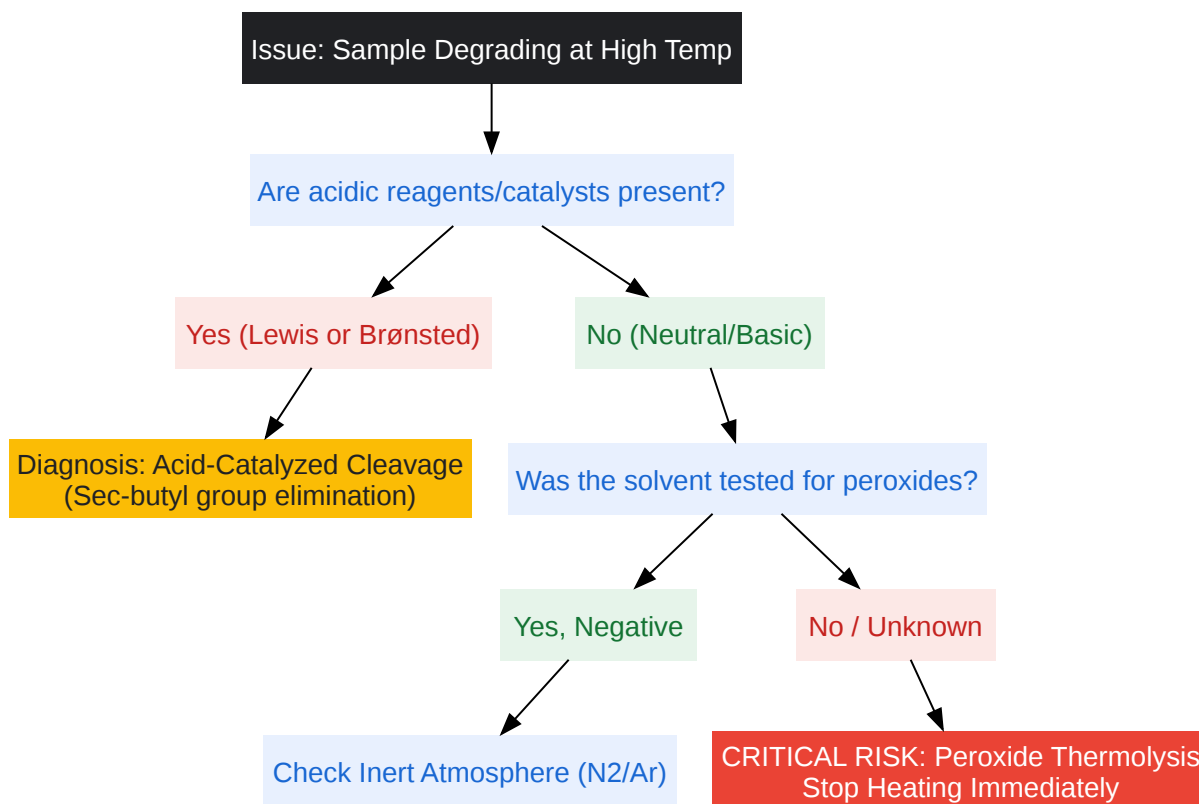 Issue: Sample Degrading at High Temp
Are acidic reagents/catalysts present?
Yes (Lewis or Brønsted)
No (Neutral/Basic)
Diagnosis: Acid-Catalyzed Cleavage
(Sec-butyl group elimination)
Was the solvent tested for peroxides?
Yes, Negative
No / Unknown
Check Inert Atmosphere (N2/Ar)
CRITICAL RISK: Peroxide Thermolysis
Stop Heating Immediately